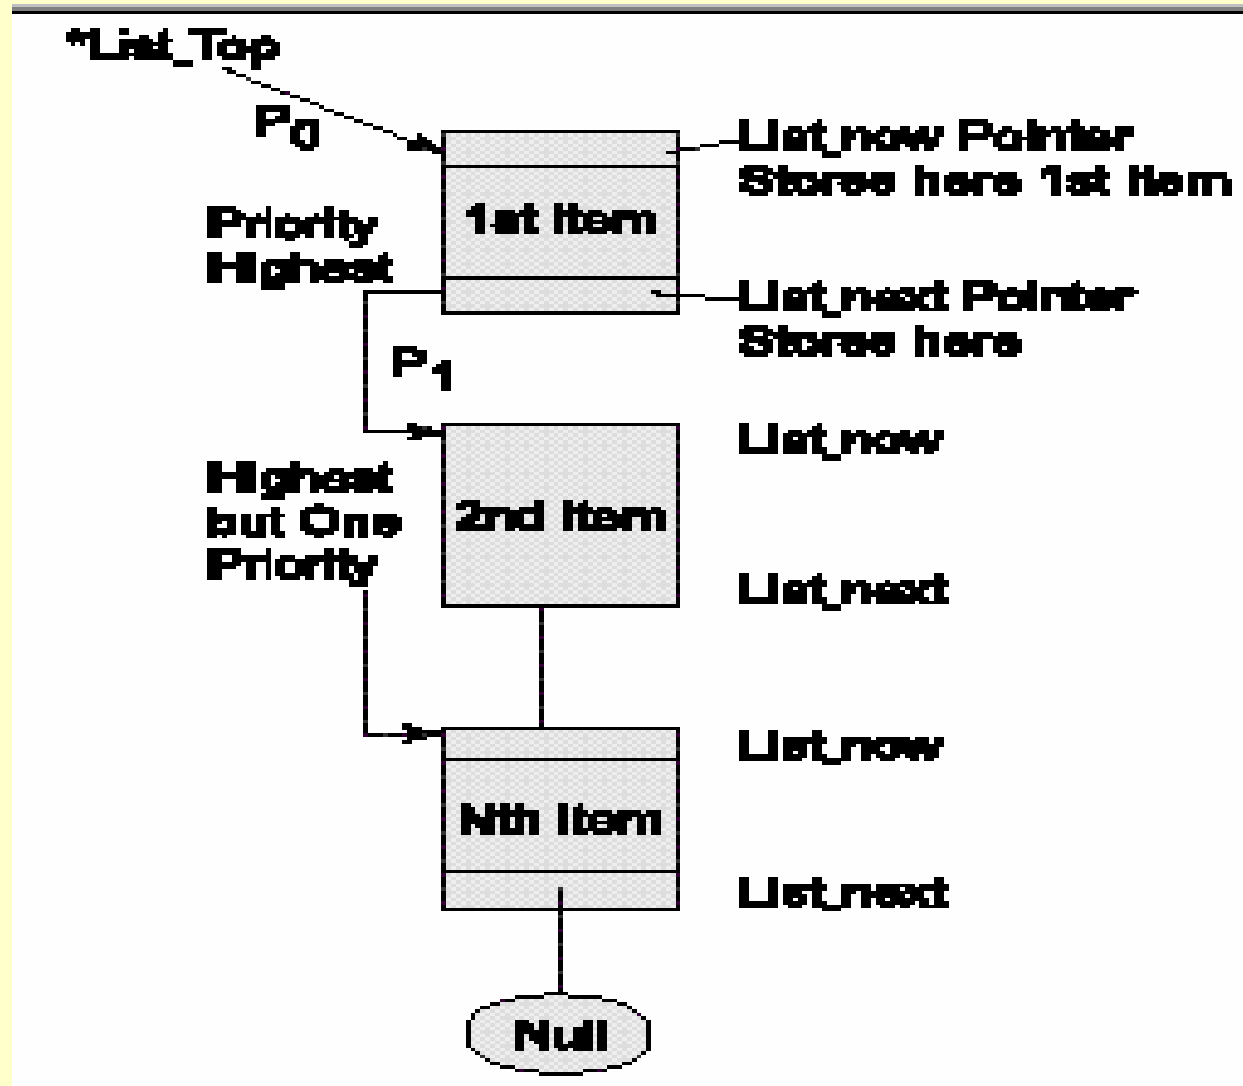 *List_Top
P0
List_now Pointer
Stores here 1st Item
1st Item
Priority
Highest
List_next Pointer
Stores here
P1
List_now
Highest
but One
Priority
2nd Item
List_next
List_now
Nth Item
List_next
Null